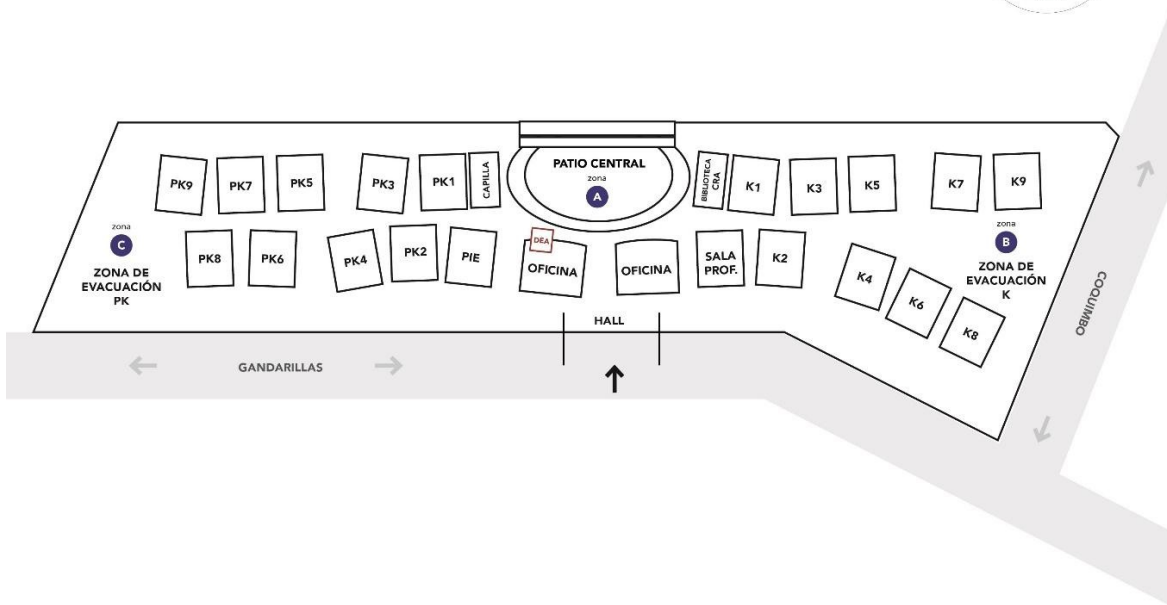 PATIO CENTRAL
zona
A
PK9
PK7
PK5
PK3
PK1
CAPILLA
BIBLIOTECA
CRA
K1
K3
K5
K7
K9
zona
C
ZONA DE
EVACUACIÓN
PK
PK8
PK6
PK4
PK2
PIE
DEA
OFICINA
OFICINA
SALA
PROF.
K2
K4
K6
K8
zona
B
ZONA DE
EVACUACIÓN
K
HALL
GANDARILLAS
COQUIMBO